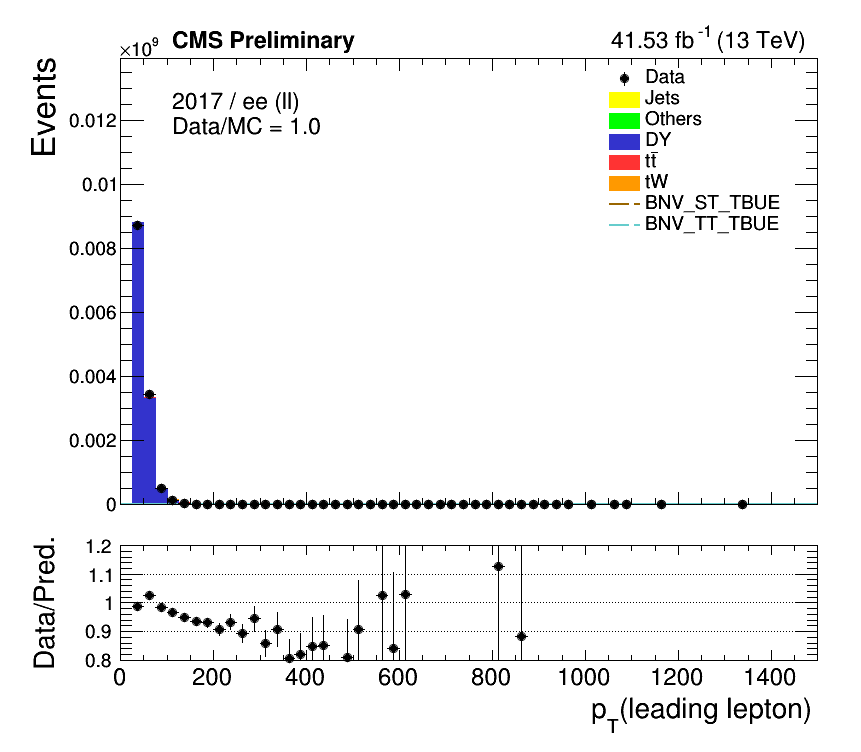 ×10⁹ CMS Preliminary 41.53 fb⁻¹ (13 TeV)
Events
2017 / ee (ll)
Data/MC = 1.0
Data
Jets
Others
DY
tt̄
tW
BNV_ST_TBUE
BNV_TT_TBUE
0.012
0.01
0.008
0.006
0.004
0.002
0
Data/Pred.
1.2
1.1
1
0.9
0.8
0 200 400 600 800 1000 1200 1400
p_T(leading lepton)